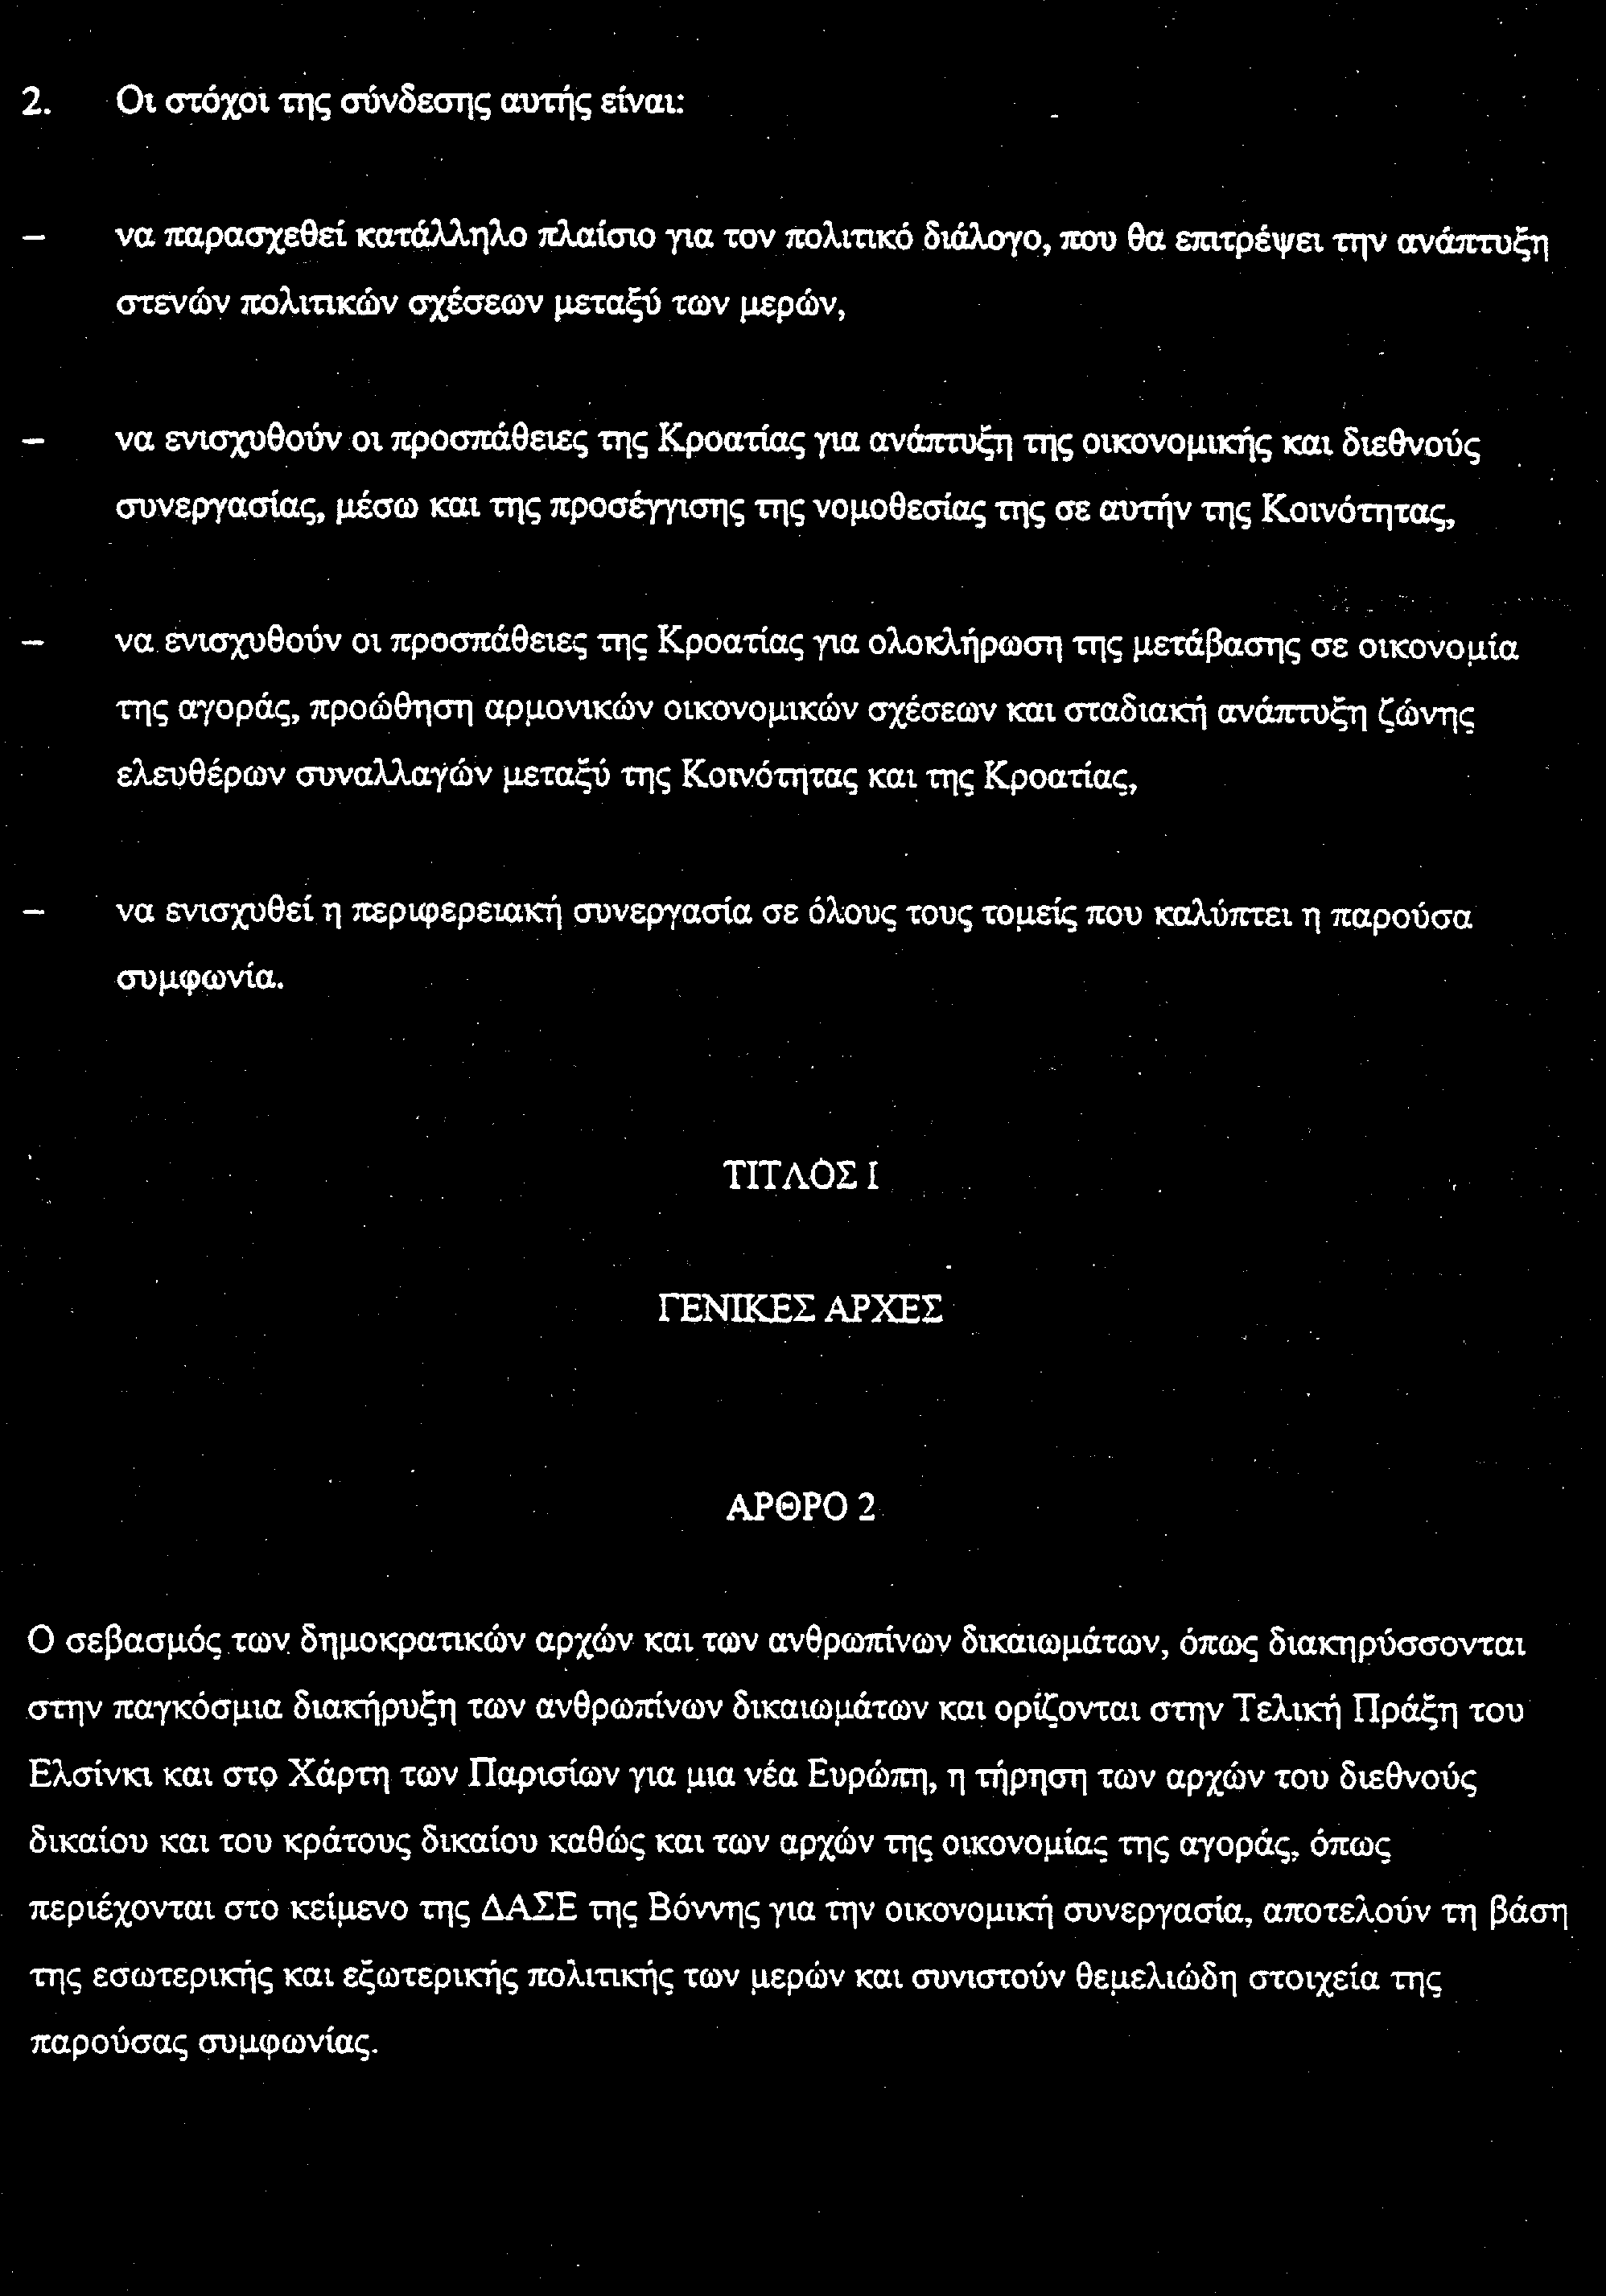 2. Οι στόχοι της σύνδεσης αυτής είναι:
– να παρασχεθεί κατάλληλο πλαίσιο για τον πολιτικό διάλογο, που θα επιτρέψει την ανάπτυξη
στενών πολιτικών σχέσεων μεταξύ των μερών,
– να ενισχυθούν οι προσπάθειες της Κροατίας για ανάπτυξη της οικονομικής και διεθνούς
συνεργασίας, μέσω και της προσέγγισης της νομοθεσίας της σε αυτήν της Κοινότητας,
– να ενισχυθούν οι προσπάθειες της Κροατίας για ολοκλήρωση της μετάβασης σε οικονομία
της αγοράς, προώθηση αρμονικών οικονομικών σχέσεων και σταδιακή ανάπτυξη ζώνης
ελευθέρων συναλλαγών μεταξύ της Κοινότητας και της Κροατίας,
– να ενισχυθεί η περιφερειακή συνεργασία σε όλους τους τομείς που καλύπτει η παρούσα
συμφωνία.
ΤΙΤΛΟΣ Ι
ΓΕΝΙΚΕΣ ΑΡΧΕΣ
ΑΡΘΡΟ 2
Ο σεβασμός των δημοκρατικών αρχών και των ανθρωπίνων δικαιωμάτων, όπως διακηρύσσονται
στην παγκόσμια διακήρυξη των ανθρωπίνων δικαιωμάτων και ορίζονται στην Τελική Πράξη του
Ελσίνκι και στο Χάρτη των Παρισίων για μια νέα Ευρώπη, η τήρηση των αρχών του διεθνούς
δικαίου και του κράτους δικαίου καθώς και των αρχών της οικονομίας της αγοράς, όπως
περιέχονται στο κείμενο της ΔΑΣΕ της Βόννης για την οικονομική συνεργασία, αποτελούν τη βάση
της εσωτερικής και εξωτερικής πολιτικής των μερών και συνιστούν θεμελιώδη στοιχεία της
παρούσας συμφωνίας.